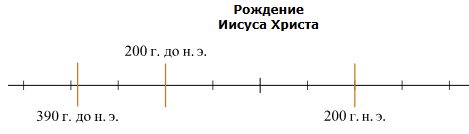 Рождение
Иисуса Христа
200 г. до н. э.
390 г. до н. э.
200 г. н. э.